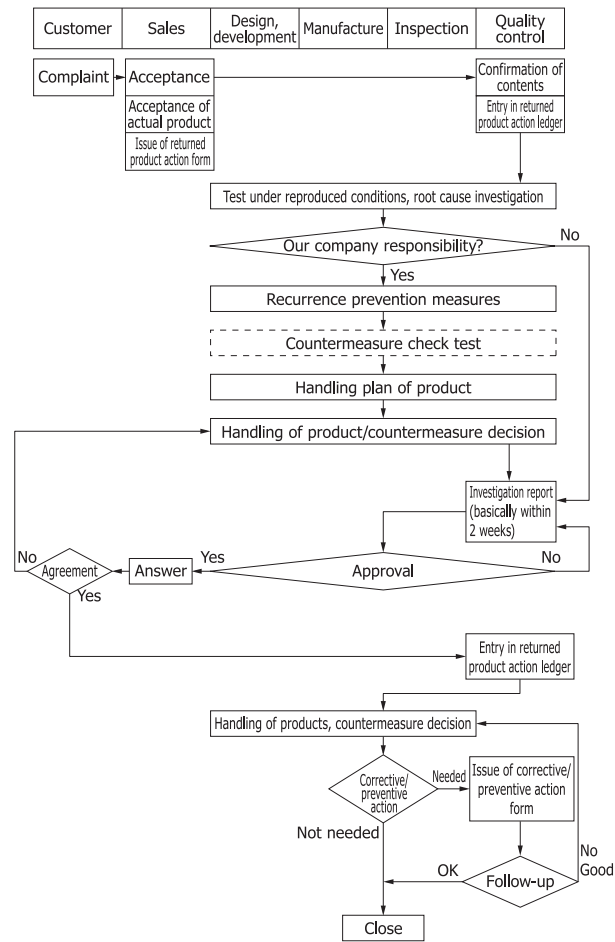 Customer
Sales
Design,
development
Manufacture
Inspection
Quality
control
Complaint
Acceptance
Acceptance of
actual product
Issue of returned
product action form
Confirmation of
contents
Entry in returned
product action ledger
Test under reproduced conditions, root cause investigation
Our company responsibility?
No
Yes
Recurrence prevention measures
Countermeasure check test
Handling plan of product
Handling of product/countermeasure decision
Investigation report
(basically within
2 weeks)
No
Agreement
Yes
Answer
Yes
Approval
No
Entry in returned
product action ledger
Handling of products, countermeasure decision
Corrective/
preventive
action
Needed
Issue of corrective/
preventive action
form
Not needed
No
Good
OK
Follow-up
Close